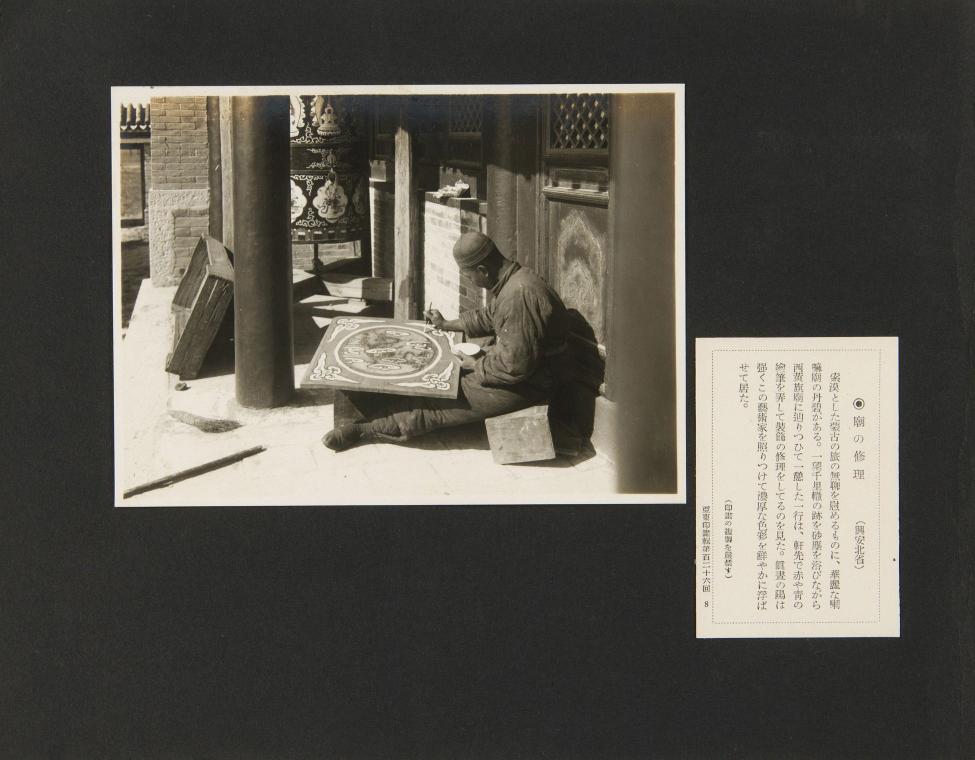 ◉廟の修理 （興安北省）
索漠とした蒙古の旅の無聊を慰めるものに、華麗な喇
嘛廟の丹碧がある。一望千里轍の跡を砂塵を浴びながら
西黄旗廟に辿りつひて一憩した一行は、軒先で赤や青の
繪筆を弄して裝飾の修理をしてるのを見た。眞晝の陽は
强くこの藝術家を照りつけて濃厚な色彩を鮮やかに浮ば
せて居た。
（印畫の複製を嚴禁す）
亞東印畫輯第百二十六回 8